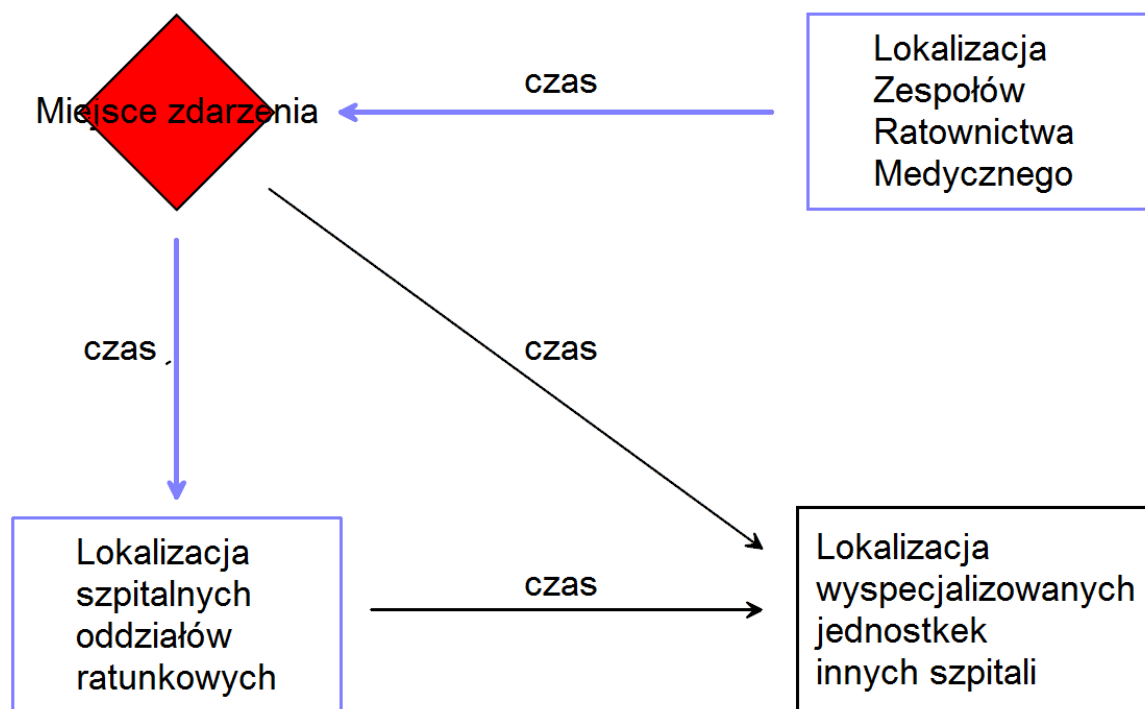 Miejsce zdarzenia
czas
Lokalizacja
Zespołów
Ratownictwa
Medycznego
czas
czas
Lokalizacja
szpitalnych
oddziałów
ratunkowych
czas
Lokalizacja
wyspecjalizowanych
jednostkek
innych szpitali